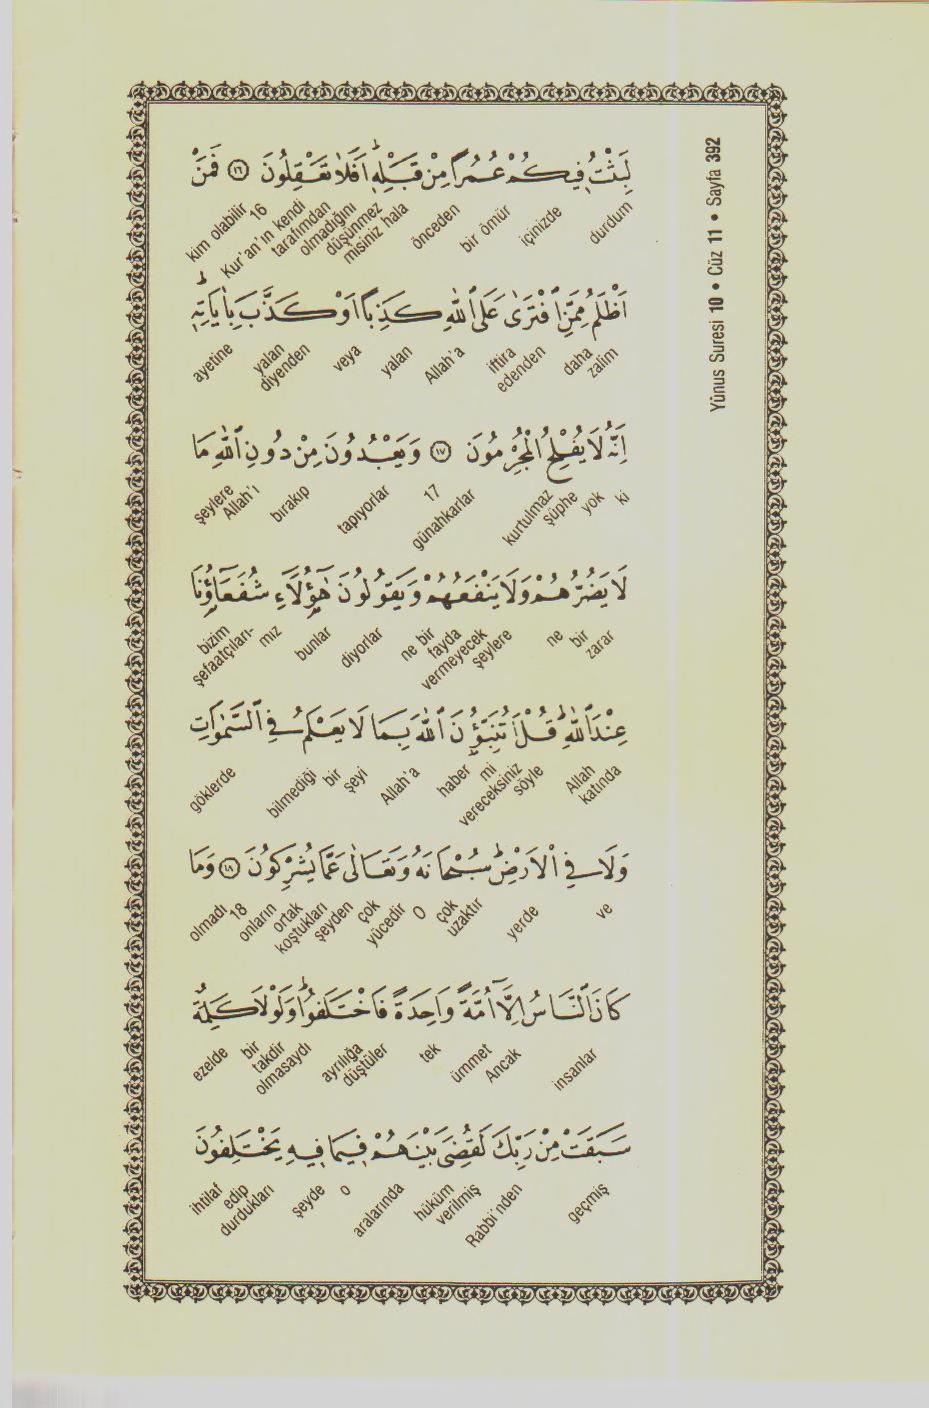 Yûnus Suresi 10 • Cüz 11 • Sayfa 392
لَبِثْتُ فِيكُمْ عُمُرًا مِنْ قَبْلِهِ اَفَلَا تَعْقِلُونَ ﴿١٦﴾ فَمَنْ
durdum içinizde bir ömür önceden Kur'an'ın kendi tarafımdan olmadığını düşünmez misiniz hala 16 kim olabilir
اَظْلَمُ مِمَّنِ افْتَرٰى عَلَى اللّٰهِ كَذِبًا اَوْ كَذَّبَ بِاٰيَاتِهِ
daha zalim iftira edenden Allah'a yalan veya yalan diyenden ayetine
اِنَّهُ لَا يُفْلِحُ الْمُجْرِمُونَ ﴿١٧﴾ وَيَعْبُدُونَ مِنْ دُونِ اللّٰهِ مَا
ki yok şüphe kurtulmaz günahkarlar 17 tapıyorlar bırakıp Allah'ı şeylere
لَا يَضُرُّهُمْ وَلَا يَنْفَعُهُمْ وَيَقُولُونَ هٰٓؤُلَٓاءِ شُفَعَٓاؤُنَا
zarar bir ne ne bir fayda vermeyecek şeylere diyorlar bunlar bizim şefaatçıları- mız
عِنْدَ اللّٰهِ قُلْ اَتُنَبِّؤُنَ اللّٰهَ بِمَا لَا يَعْلَمُ فِي السَّمٰوَاتِ
Allah katında söyle haber mi vereceksiniz Allah'a şeyi bir bilmediği göklerde
وَلَا فِي الْاَرْضِ سُبْحَانَهُ وَتَعَالٰى عَمَّا يُشْرِكُونَ ﴿١٨﴾ وَمَا
ve yerde çok uzaktır O yücedir çok şeyden ortak koştukları onların 18 olmadı
كَانَ النَّاسُ اِلَّٓا اُمَّةً وَاحِدَةً فَاخْتَلَفُوا وَلَوْلَا كَلِمَةٌ
insanlar Ancak ümmet tek ayrılığa düştüler bir takdir olmasaydı ezelde
سَبَقَتْ مِنْ رَبِّكَ لَقُضِيَ بَيْنَهُمْ فِيمَا فِيهِ يَخْتَلِفُونَ
geçmiş Rabbi'nden hüküm verilmiş aralarında o şeyde ihtilaf edip durdukları